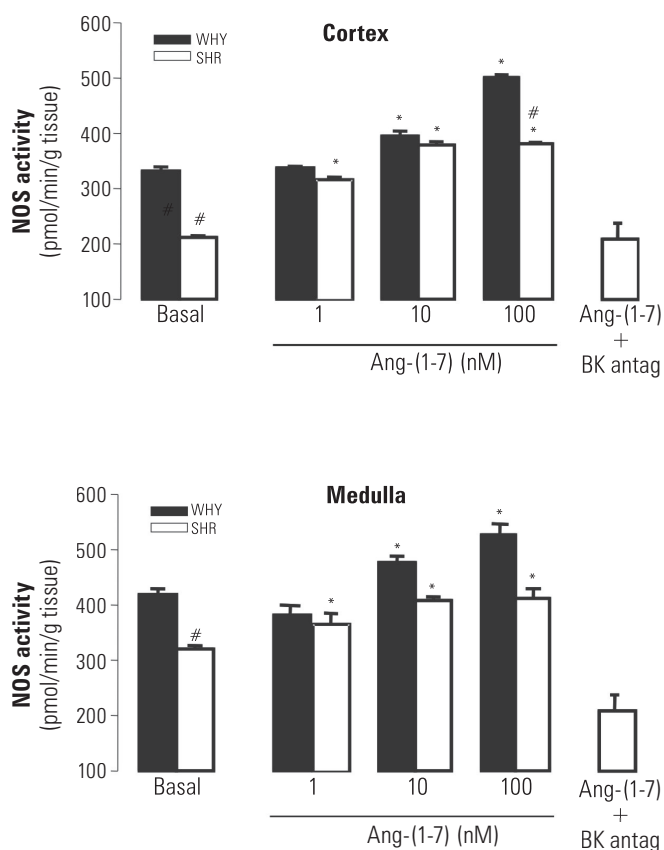 Cortex
WHY
SHR
NOS activity
(pmol/min/g tissue)
600
500
400
300
200
100
#
#
*
*
*
*
#
*
Basal
1
10
100
Ang-(1-7) (nM)
Ang-(1-7)
+
BK antag
Medulla
WHY
SHR
NOS activity
(pmol/min/g tissue)
600
500
400
300
200
100
#
*
*
*
*
*
Basal
1
10
100
Ang-(1-7) (nM)
Ang-(1-7)
+
BK antag